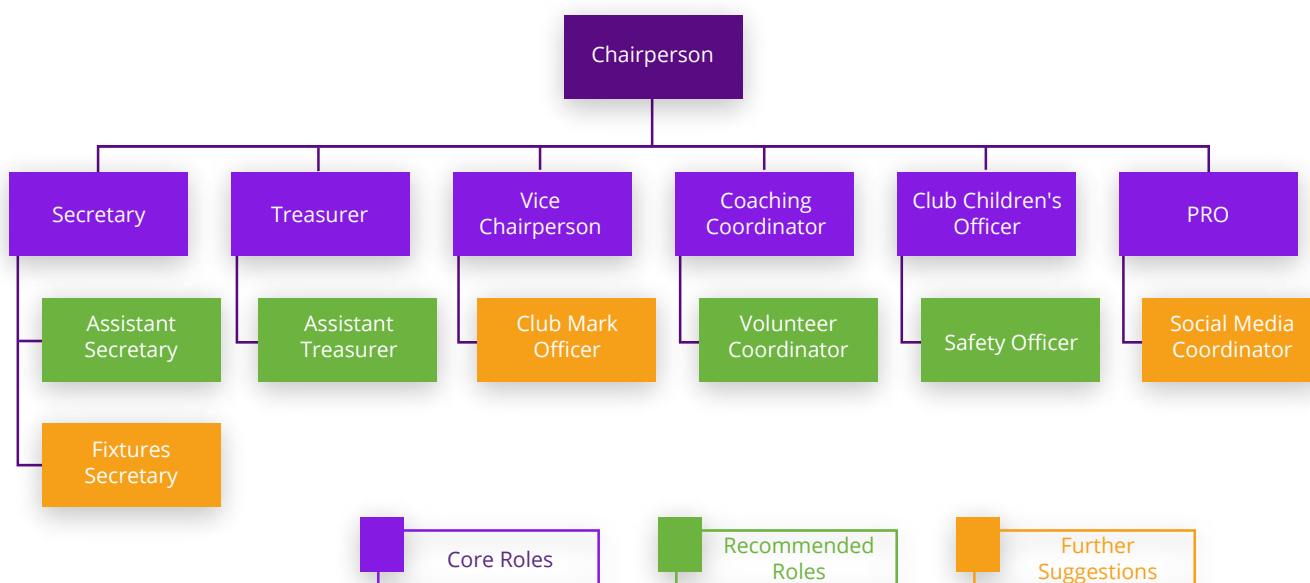 Chairperson
Secretary
Treasurer
Vice
Chairperson
Coaching
Coordinator
Club Children's
Officer
PRO
Assistant
Secretary
Assistant
Treasurer
Club Mark
Officer
Volunteer
Coordinator
Safety Officer
Social Media
Coordinator
Fixtures
Secretary
Core Roles
Recommended
Roles
Further
Suggestions